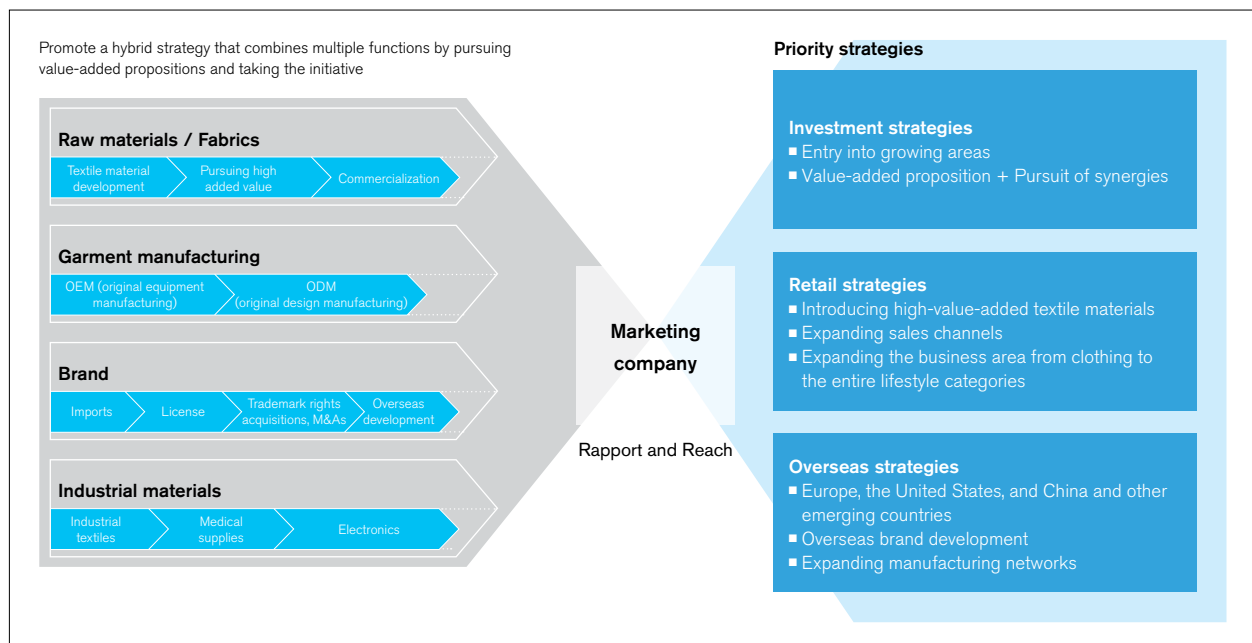 Promote a hybrid strategy that combines multiple functions by pursuing
value-added propositions and taking the initiative
Raw materials / Fabrics
Textile material
development
Pursuing high
added value
Commercialization
Garment manufacturing
OEM (original equipment
manufacturing)
ODM
(original design manufacturing)
Brand
Imports
License
Trademark rights
acquisitions, M&As
Overseas
development
Industrial materials
Industrial
textiles
Medical
supplies
Electronics
Marketing
company
Rapport and Reach
Priority strategies
Investment strategies
■ Entry into growing areas
■ Value-added proposition + Pursuit of synergies
Retail strategies
■ Introducing high-value-added textile materials
■ Expanding sales channels
■ Expanding the business area from clothing to
the entire lifestyle categories
Overseas strategies
■ Europe, the United States, and China and other
emerging countries
■ Overseas brand development
■ Expanding manufacturing networks